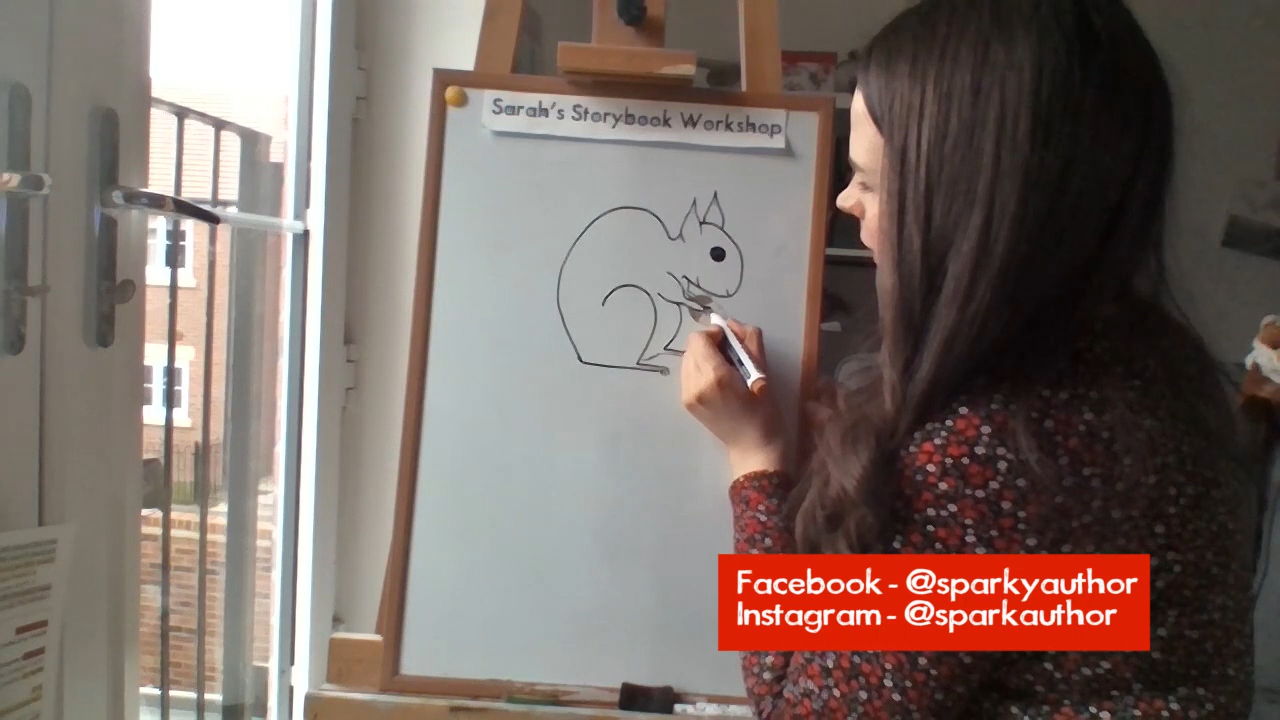 Sarah's Storybook Workshop
Facebook - @sparkyauthor
Instagram - @sparkauthor